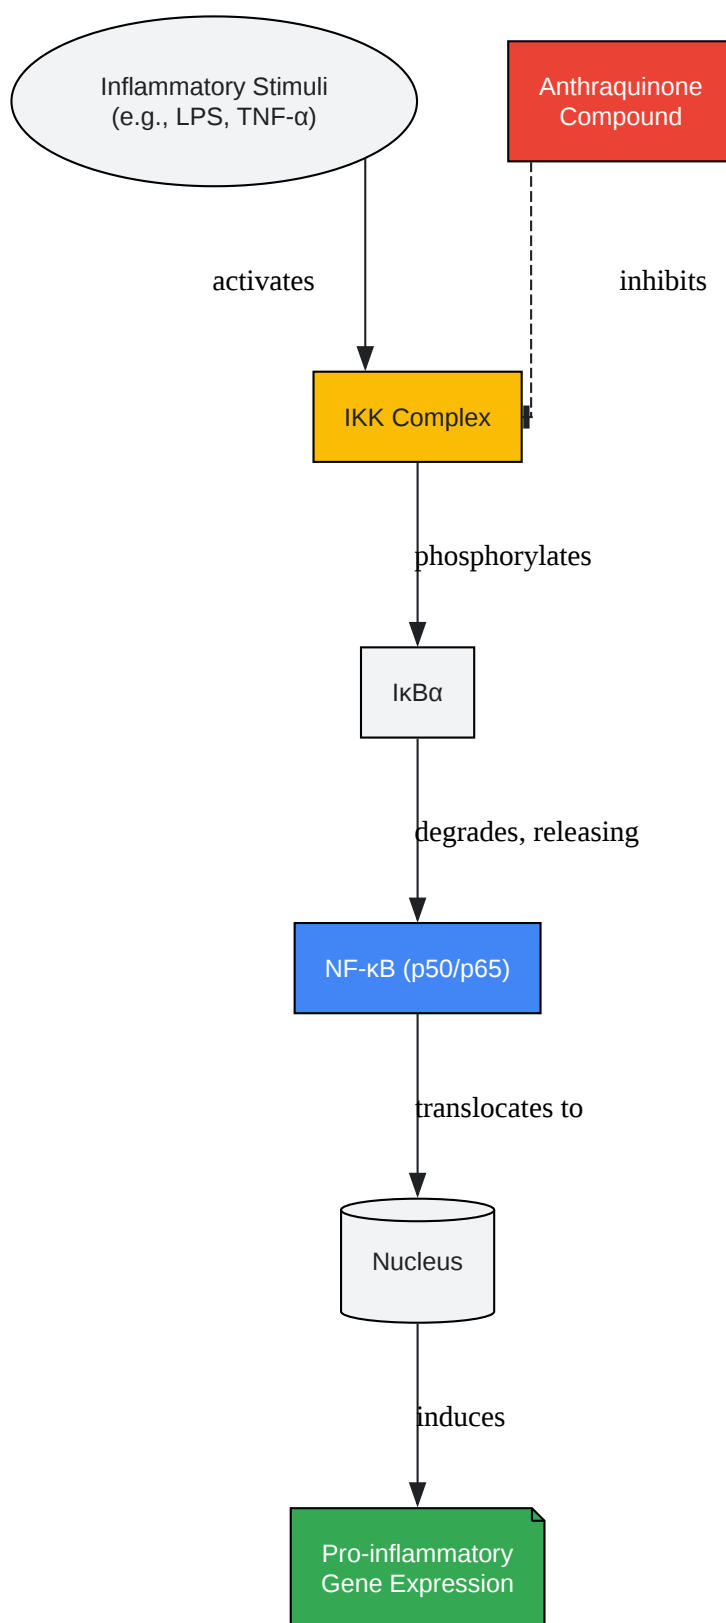 Inflammatory Stimuli
(e.g., LPS, TNF-α)
Anthraquinone
Compound
activates
inhibits
IKK Complex
phosphorylates
IκBα
degrades, releasing
NF-κB (p50/p65)
translocates to
Nucleus
induces
Pro-inflammatory
Gene Expression